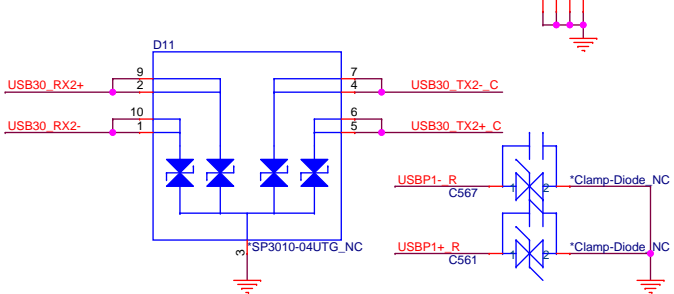 D11
9
7
USB30_RX2+
2
4
USB30_TX2-_C
10
6
USB30_RX2-
1
5
USB30_TX2+_C
USBP1-_R
1
2
*Clamp-Diode_NC
C567
3
*SP3010-04UTG_NC
USBP1+_R
1
2
*Clamp-Diode_NC
C561